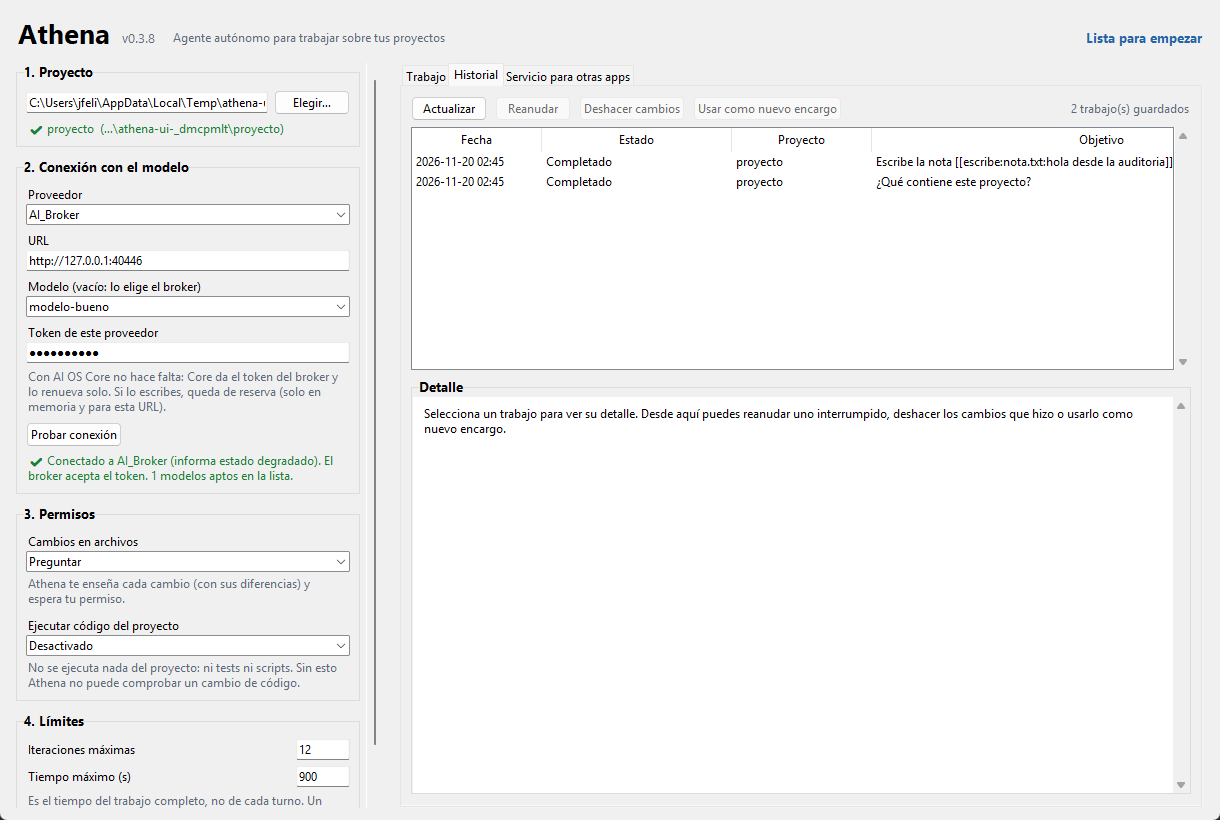 Athena v0.3.8 Agente autónomo para trabajar sobre tus proyectos
Lista para empezar
1. Proyecto
C:\Users\jfeli\AppData\Local\Temp\athena-u
Elegir...
✔ proyecto (...\athena-ui-_dmcpmlt\proyecto)
2. Conexión con el modelo
Proveedor
AI_Broker
URL
http://127.0.0.1:40446
Modelo (vacío: lo elige el broker)
modelo-bueno
Token de este proveedor
●●●●●●●●●●
Con AI OS Core no hace falta: Core da el token del broker y
lo renueva solo. Si lo escribes, queda de reserva (solo en
memoria y para esta URL).
Probar conexión
✔ Conectado a AI_Broker (informa estado degradado). El
broker acepta el token. 1 modelos aptos en la lista.
3. Permisos
Cambios en archivos
Preguntar
Athena te enseña cada cambio (con sus diferencias) y
espera tu permiso.
Ejecutar código del proyecto
Desactivado
No se ejecuta nada del proyecto: ni tests ni scripts. Sin esto
Athena no puede comprobar un cambio de código.
4. Límites
Iteraciones máximas 12
Tiempo máximo (s) 900
Es el tiempo del trabajo completo, no de cada turno. Un
Trabajo Historial Servicio para otras apps
Actualizar Reanudar Deshacer cambios Usar como nuevo encargo 2 trabajo(s) guardados
Fecha Estado Proyecto Objetivo
2026-11-20 02:45 Completado proyecto Escribe la nota [[escribe:nota.txt:hola desde la auditoria]]
2026-11-20 02:45 Completado proyecto ¿Qué contiene este proyecto?
Detalle
Selecciona un trabajo para ver su detalle. Desde aquí puedes reanudar uno interrumpido, deshacer los cambios que hizo o usarlo como
nuevo encargo.